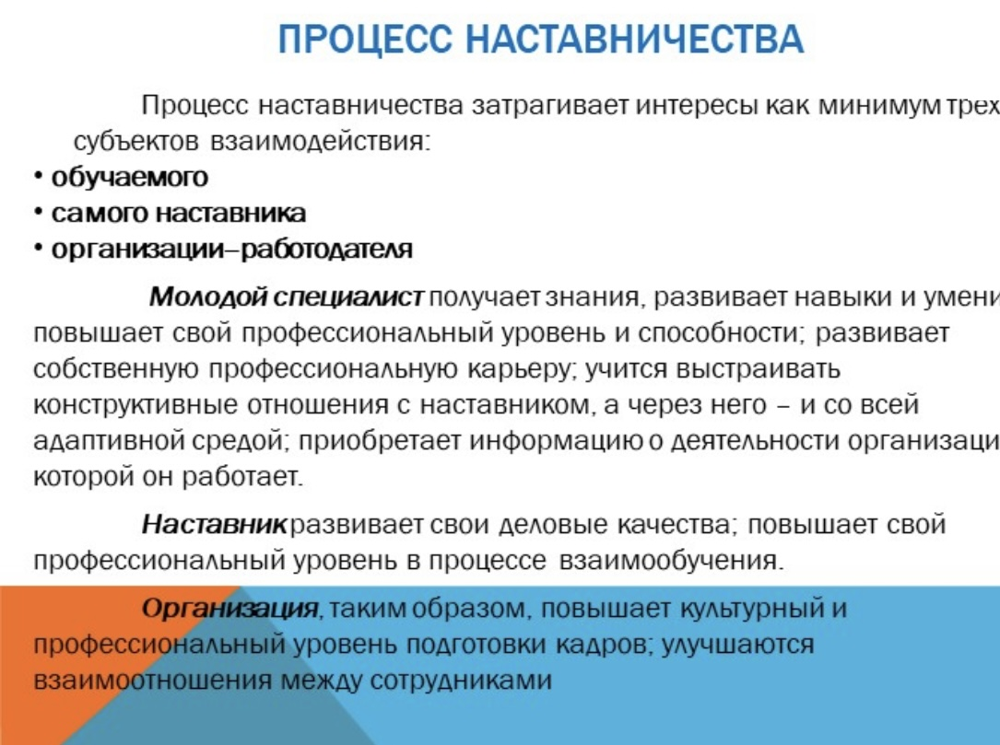 ПРОЦЕСС НАСТАВНИЧЕСТВА
Процесс наставничества затрагивает интересы как минимум трех
субъектов взаимодействия:
• обучаемого
• самого наставника
• организации–работодателя
Молодой специалист получает знания, развивает навыки и умени
повышает свой профессиональный уровень и способности; развивает
собственную профессиональную карьеру; учится выстраивать
конструктивные отношения с наставником, а через него – и со всей
адаптивной средой; приобретает информацию о деятельности организаци
которой он работает.
Наставник развивает свои деловые качества; повышает свой
профессиональный уровень в процессе взаимообучения.
Организация, таким образом, повышает культурный и
профессиональный уровень подготовки кадров; улучшаются
взаимоотношения между сотрудниками